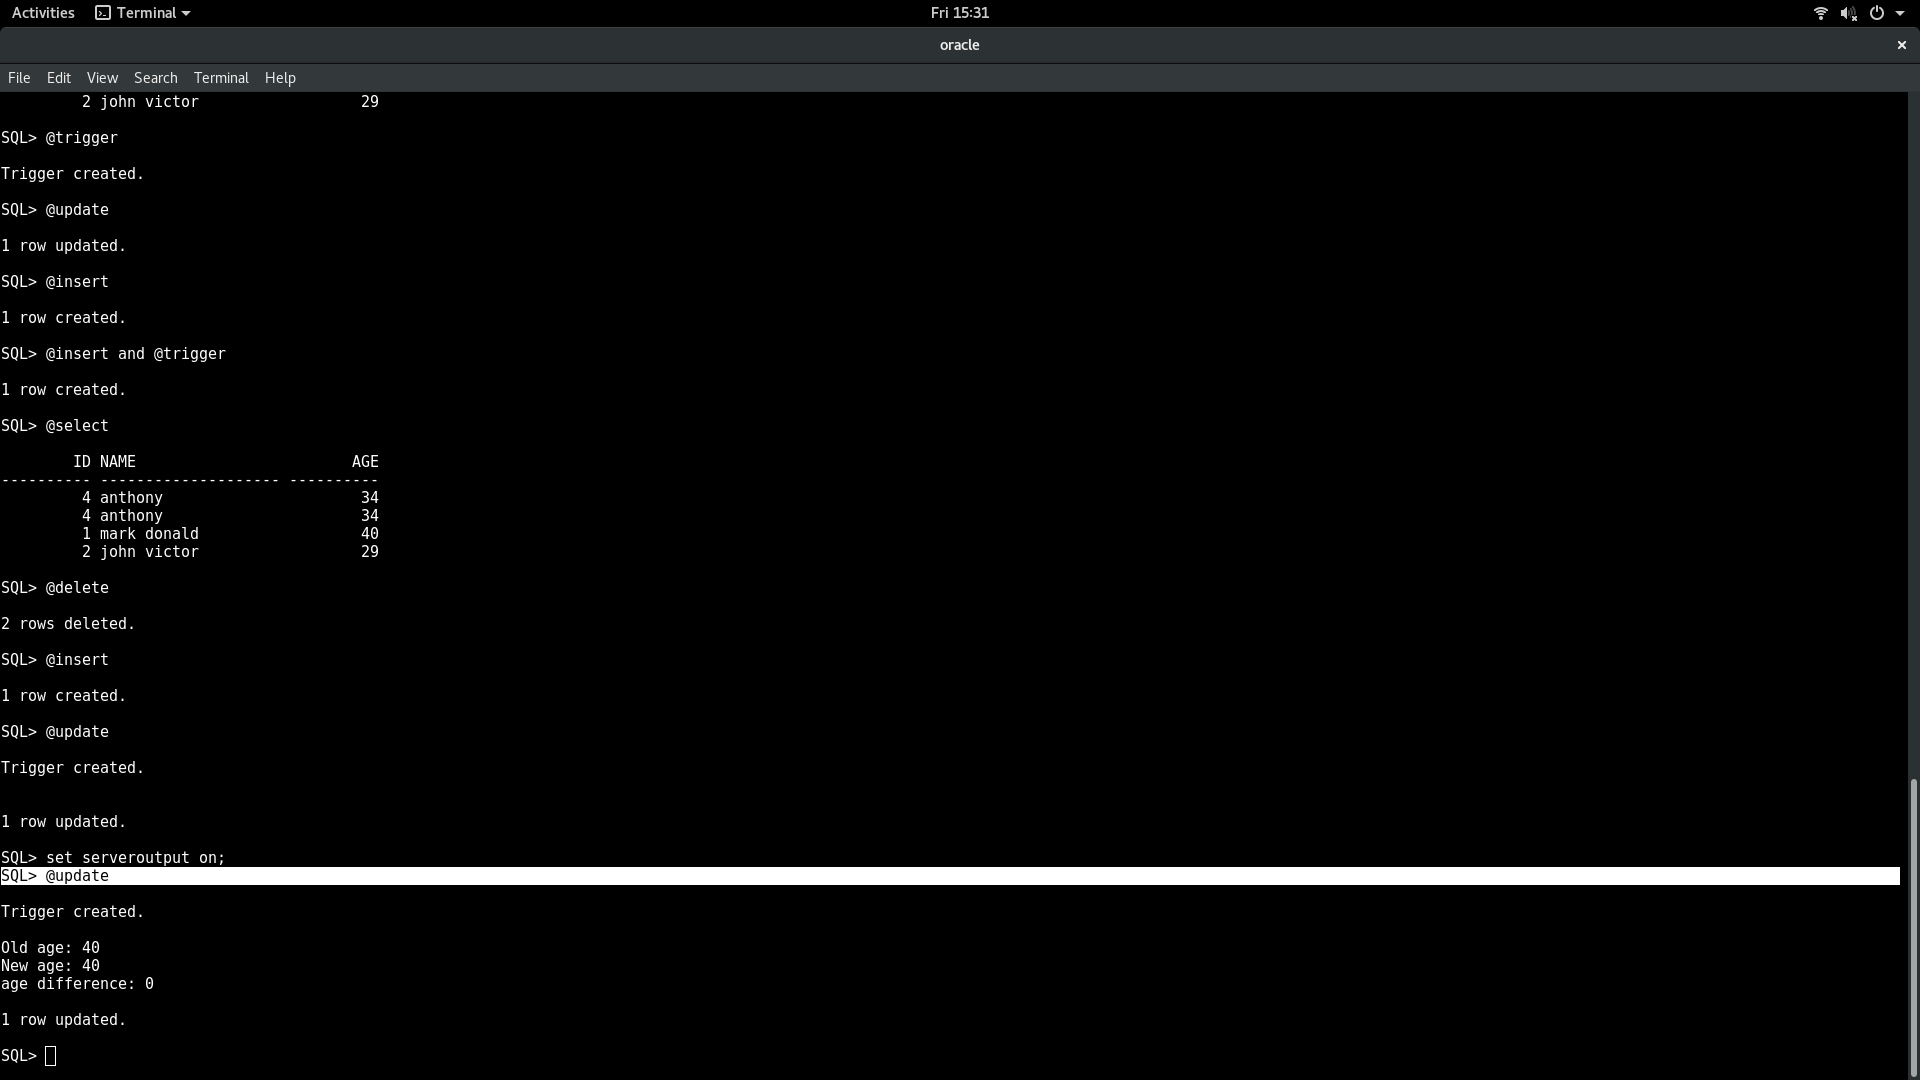 Activities Terminal Fri 15:31
oracle
File Edit View Search Terminal Help
2 john victor 29
SQL> @trigger
Trigger created.
SQL> @update
1 row updated.
SQL> @insert
1 row created.
SQL> @insert and @trigger
1 row created.
SQL> @select
ID NAME AGE
---------- -------------------- ----------
4 anthony 34
4 anthony 34
1 mark donald 40
2 john victor 29
SQL> @delete
2 rows deleted.
SQL> @insert
1 row created.
SQL> @update
Trigger created.
1 row updated.
SQL> set serveroutput on;
SQL> @update
Trigger created.
Old age: 40
New age: 40
age difference: 0
1 row updated.
SQL>